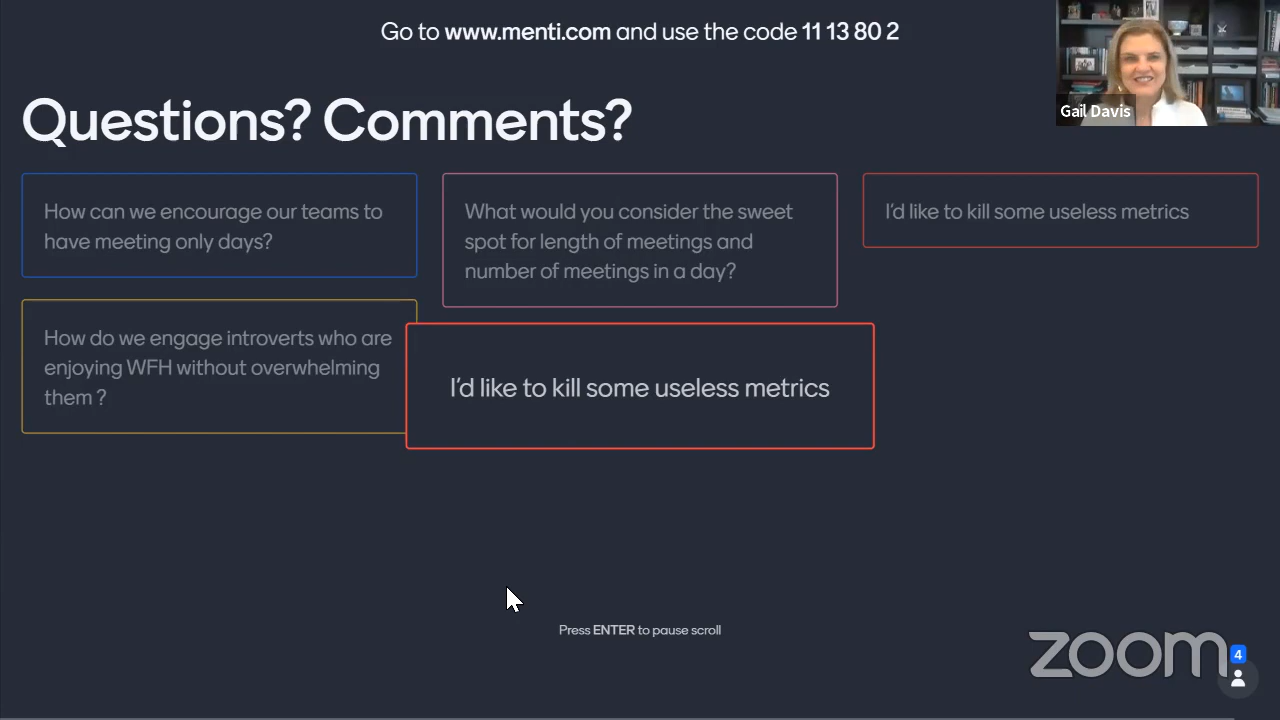 Go to www.menti.com and use the code 11 13 80 2
Gail Davis
Questions? Comments?
How can we encourage our teams to
have meeting only days?
What would you consider the sweet
spot for length of meetings and
number of meetings in a day?
I'd like to kill some useless metrics
How do we engage introverts who are
enjoying WFH without overwhelming
them ?
I'd like to kill some useless metrics
Press ENTER to pause scroll
zoom
4